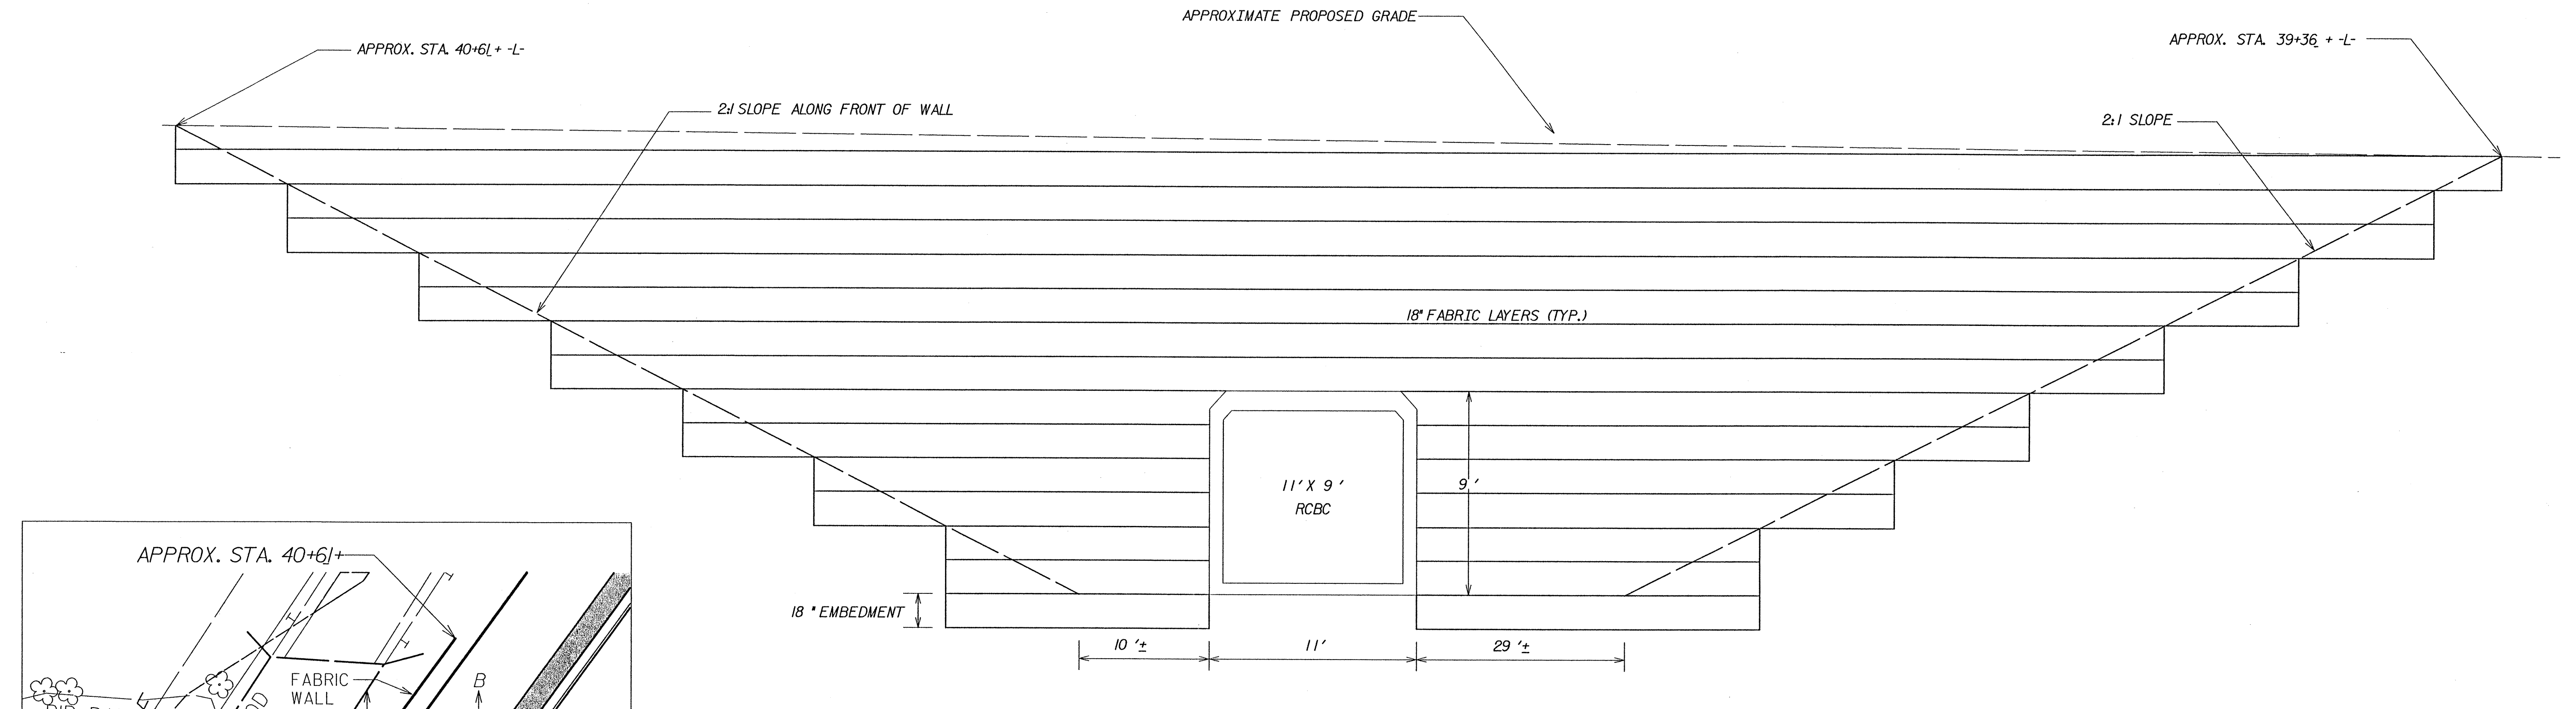 APPROXIMATE PROPOSED GRADE
APPROX. STA. 40+61± -L-
APPROX. STA. 39+36 ± -L-
2:1 SLOPE ALONG FRONT OF WALL
2:1 SLOPE
18" FABRIC LAYERS (TYP.)
11' X 9'
RCBC
9'
18" EMBEDMENT
10'±
11'
29'±
APPROX. STA. 40+61±
FABRIC
WALL
B